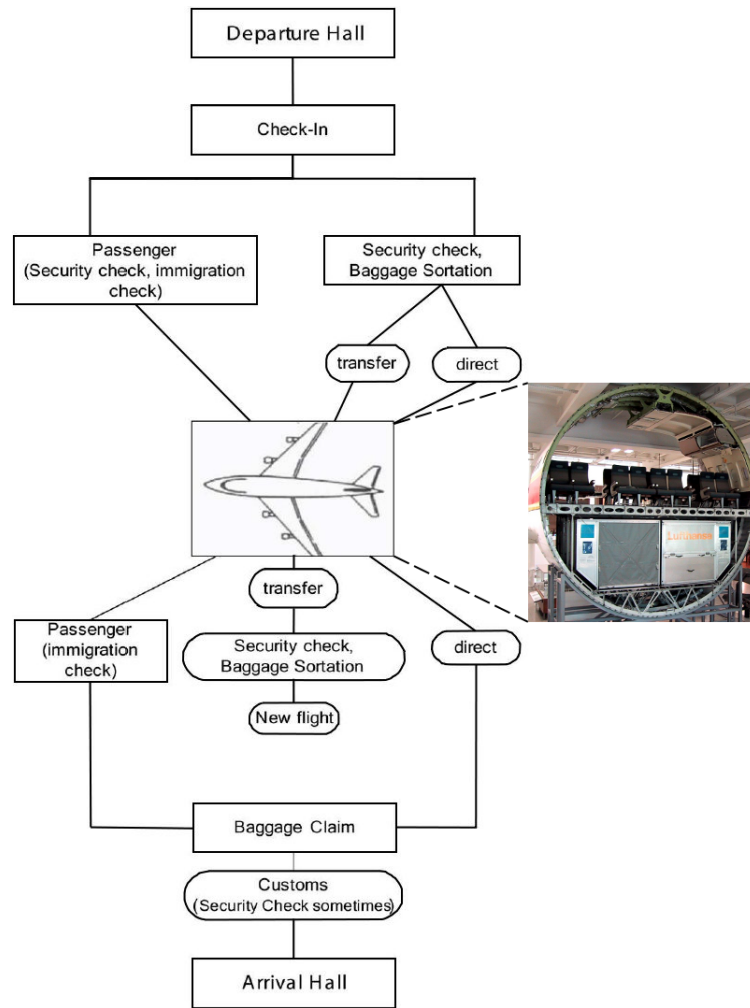 Departure Hall
Check-In
Passenger
(Security check, immigration
check)
Security check,
Baggage Sortation
transfer
direct
Lufthansa
transfer
Passenger
(immigration
check)
Security check,
Baggage Sortation
direct
New flight
Baggage Claim
Customs
(Security Check sometimes)
Arrival Hall